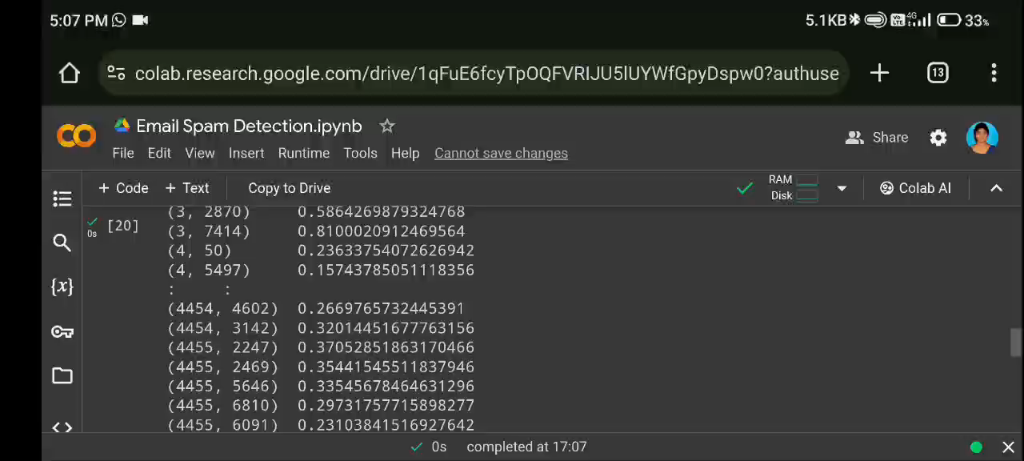 5:07 PM
5.1KB 4G 33%
colab.research.google.com/drive/1qFuE6fcyTpOQFVRlJU5lUYWfGpyDspw0?authuse
13
Email Spam Detection.ipynb
Share
File Edit View Insert Runtime Tools Help Cannot save changes
+ Code + Text Copy to Drive
RAM
Disk
Colab AI
(3, 2870) 0.5864269879324768
[20]
0s
(3, 7414) 0.8100020912469564
(4, 50) 0.23633754072626942
(4, 5497) 0.15743785051118356
: :
(4454, 4602) 0.2669765732445391
(4454, 3142) 0.32014451677763156
(4455, 2247) 0.37052851863170466
(4455, 2469) 0.35441545511837946
(4455, 5646) 0.33545678464631296
(4455, 6810) 0.29731757715898277
(4455, 6091) 0.23103841516927642
{x}
0s completed at 17:07